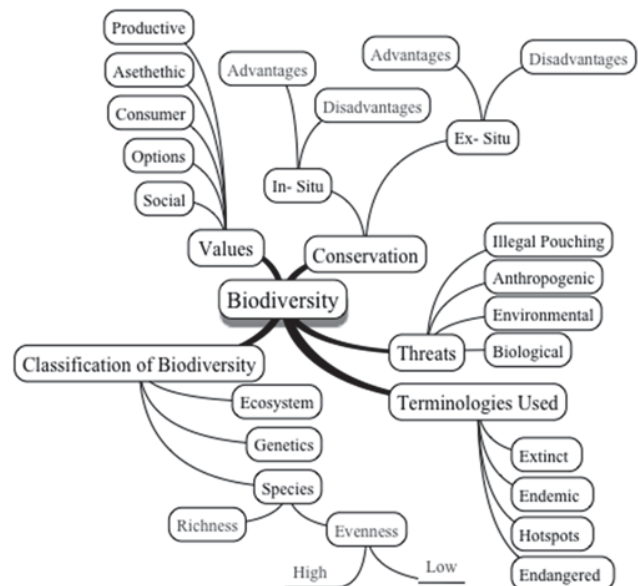 Productive
Asethethic
Consumer
Options
Social
Values
Advantages
Disadvantages
In- Situ
Advantages
Disadvantages
Ex- Situ
Conservation
Biodiversity
Illegal Pouching
Anthropogenic
Environmental
Biological
Threats
Classification of Biodiversity
Ecosystem
Genetics
Species
Richness
Evenness
High
Low
Terminologies Used
Extinct
Endemic
Hotspots
Endangered